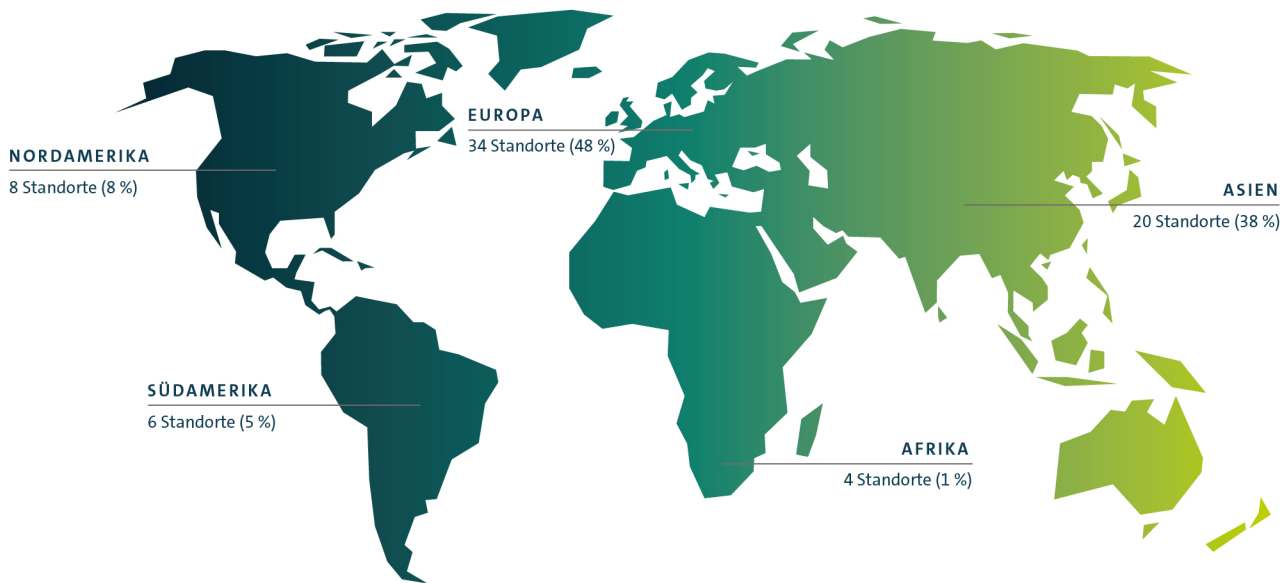 EUROPA
34 Standorte (48 %)
NORDAMERIKA
8 Standorte (8 %)
ASIEN
20 Standorte (38 %)
SÜDAMERIKA
6 Standorte (5 %)
AFRIKA
4 Standorte (1 %)